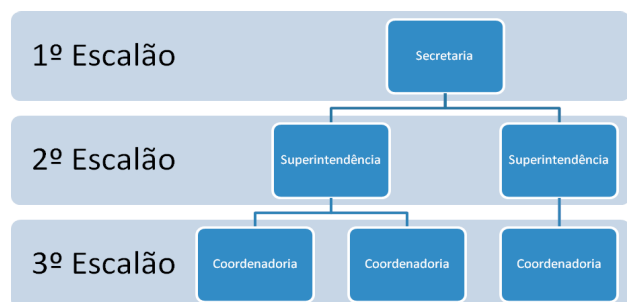 1º Escalão
Secretaria
2º Escalão
Superintendência
Superintendência
3º Escalão
Coordenadoria
Coordenadoria
Coordenadoria